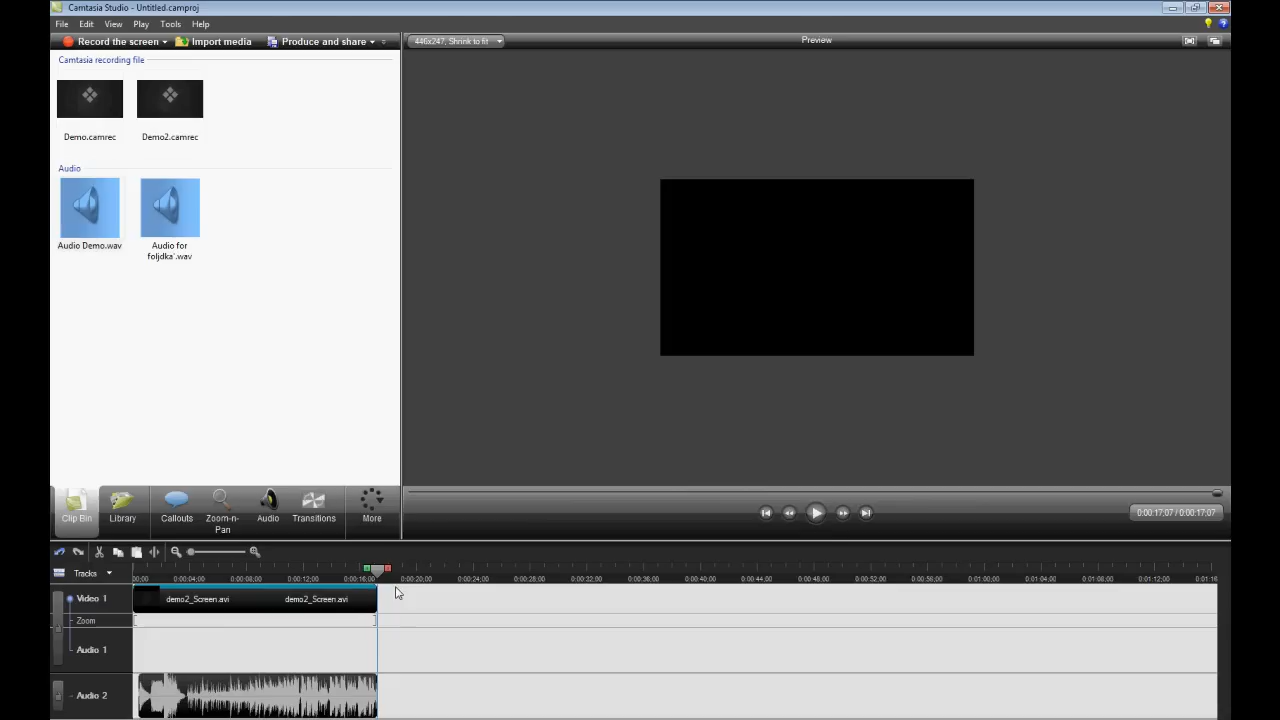 Camtasia Studio - Untitled.camproj
File Edit View Play Tools Help
Record the screen Import media Produce and share
446x247, Shrink to fit
Preview
Camtasia recording file
Demo.camrec Demo2.camrec
Audio
Audio Demo.wav
Audio for
foljdka'.wav
Clip Bin Library Callouts Zoom-n-
Pan Audio Transitions More
0:00:17;07 / 0:00:17;07
Tracks
:00 0:00:04;00 0:00:08;00 0:00:12;00 0:00:16;00 0:00:20;00 0:00:24;00 0:00:28;00 0:00:32;00 0:00:36;00 0:00:40;00 0:00:44;00 0:00:48;00 0:00:52;00 0:00:56;00 0:01:00;00 0:01:04;00 0:01:08;00 0:01:12;00 0:01:16
Video 1
demo2_Screen.avi demo2_Screen.avi
Zoom
Audio 1
Audio 2